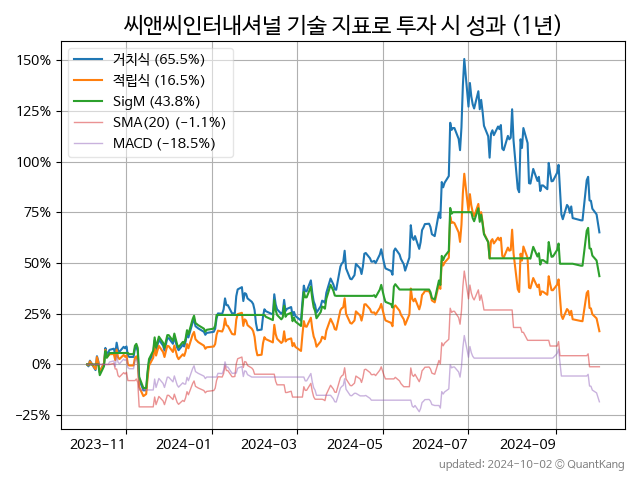 씨앤씨인터내셔널 기술 지표로 투자 시 성과 (1년)
거치식 (65.5%)
적립식 (16.5%)
SigM (43.8%)
SMA(20) (−1.1%)
MACD (−18.5%)
150%
125%
100%
75%
50%
25%
0%
−25%
2023-11 2024-01 2024-03 2024-05 2024-07 2024-09
updated: 2024-10-02 © QuantKang